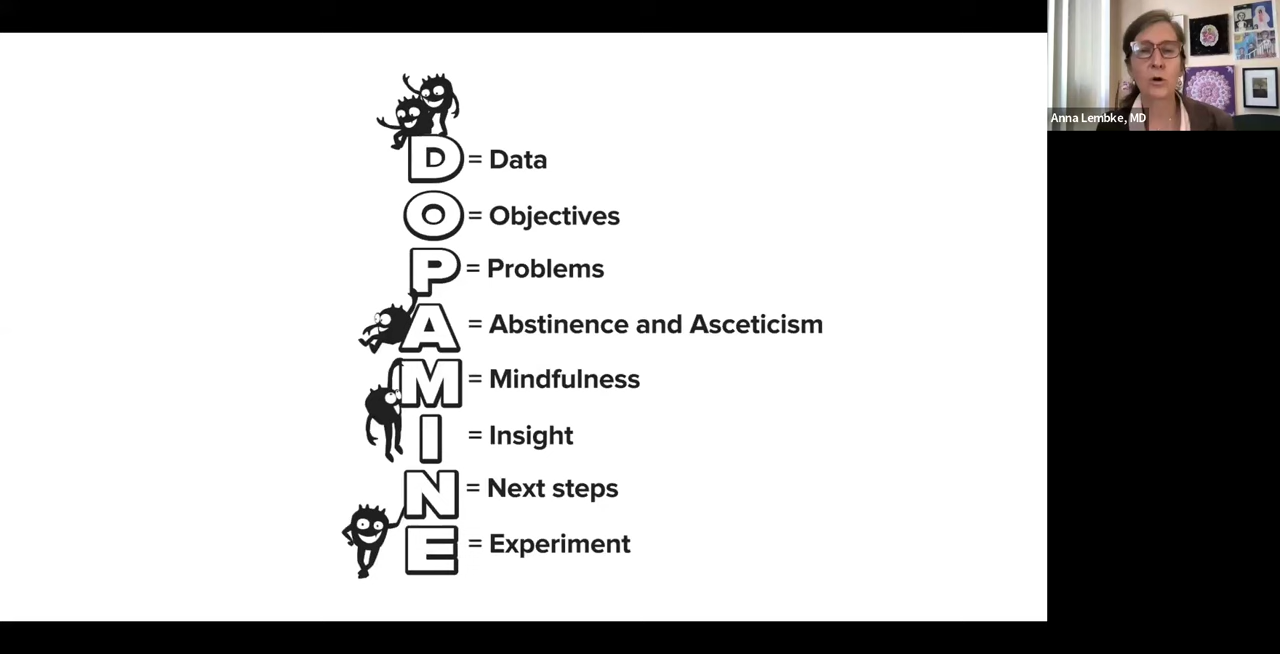 Anna Lembke, MD
D = Data
O = Objectives
P = Problems
A = Abstinence and Asceticism
M = Mindfulness
I = Insight
N = Next steps
E = Experiment